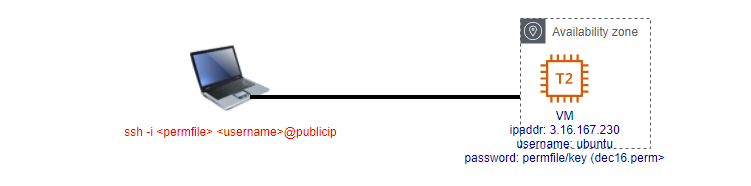 Availability zone
T2
VM
ipaddr: 3.16.167.230
username: ubuntu
password: permfile/key (dec16.perm>
ssh -i <permfile> <username>@publicip